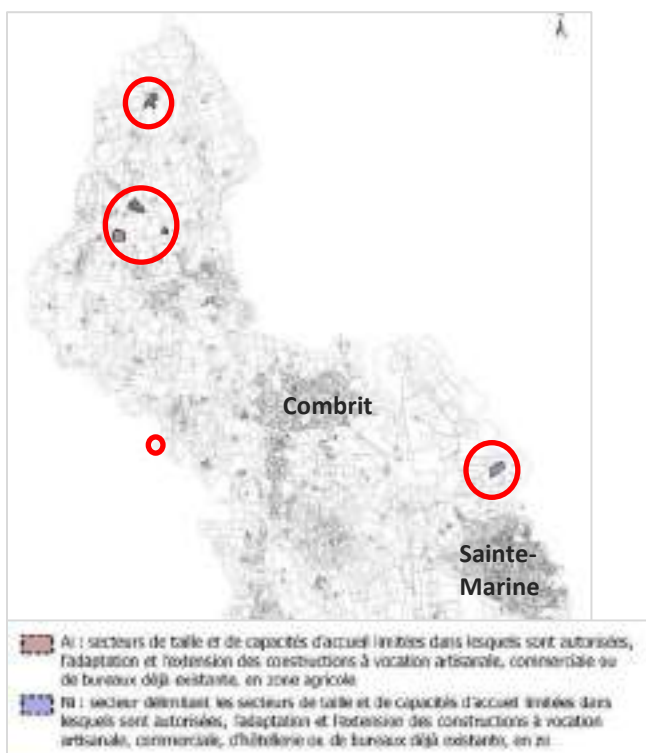 Combrit
Sainte-
Marine
Ai : secteurs de taille et de capacités d'accueil limitées dans lesquels sont autorisées,
l'adaptation et l'extension des constructions à vocation artisanale, commerciale ou
de bureaux déjà existante, en zone agricole
Ni : secteur délimitant les secteurs de taille et de capacités d'accueil limitées dans
lesquels sont autorisées, l'adaptation et l'extension des constructions à vocation
artisanale, commerciale, d'hôtellerie ou de bureaux déjà existante, en